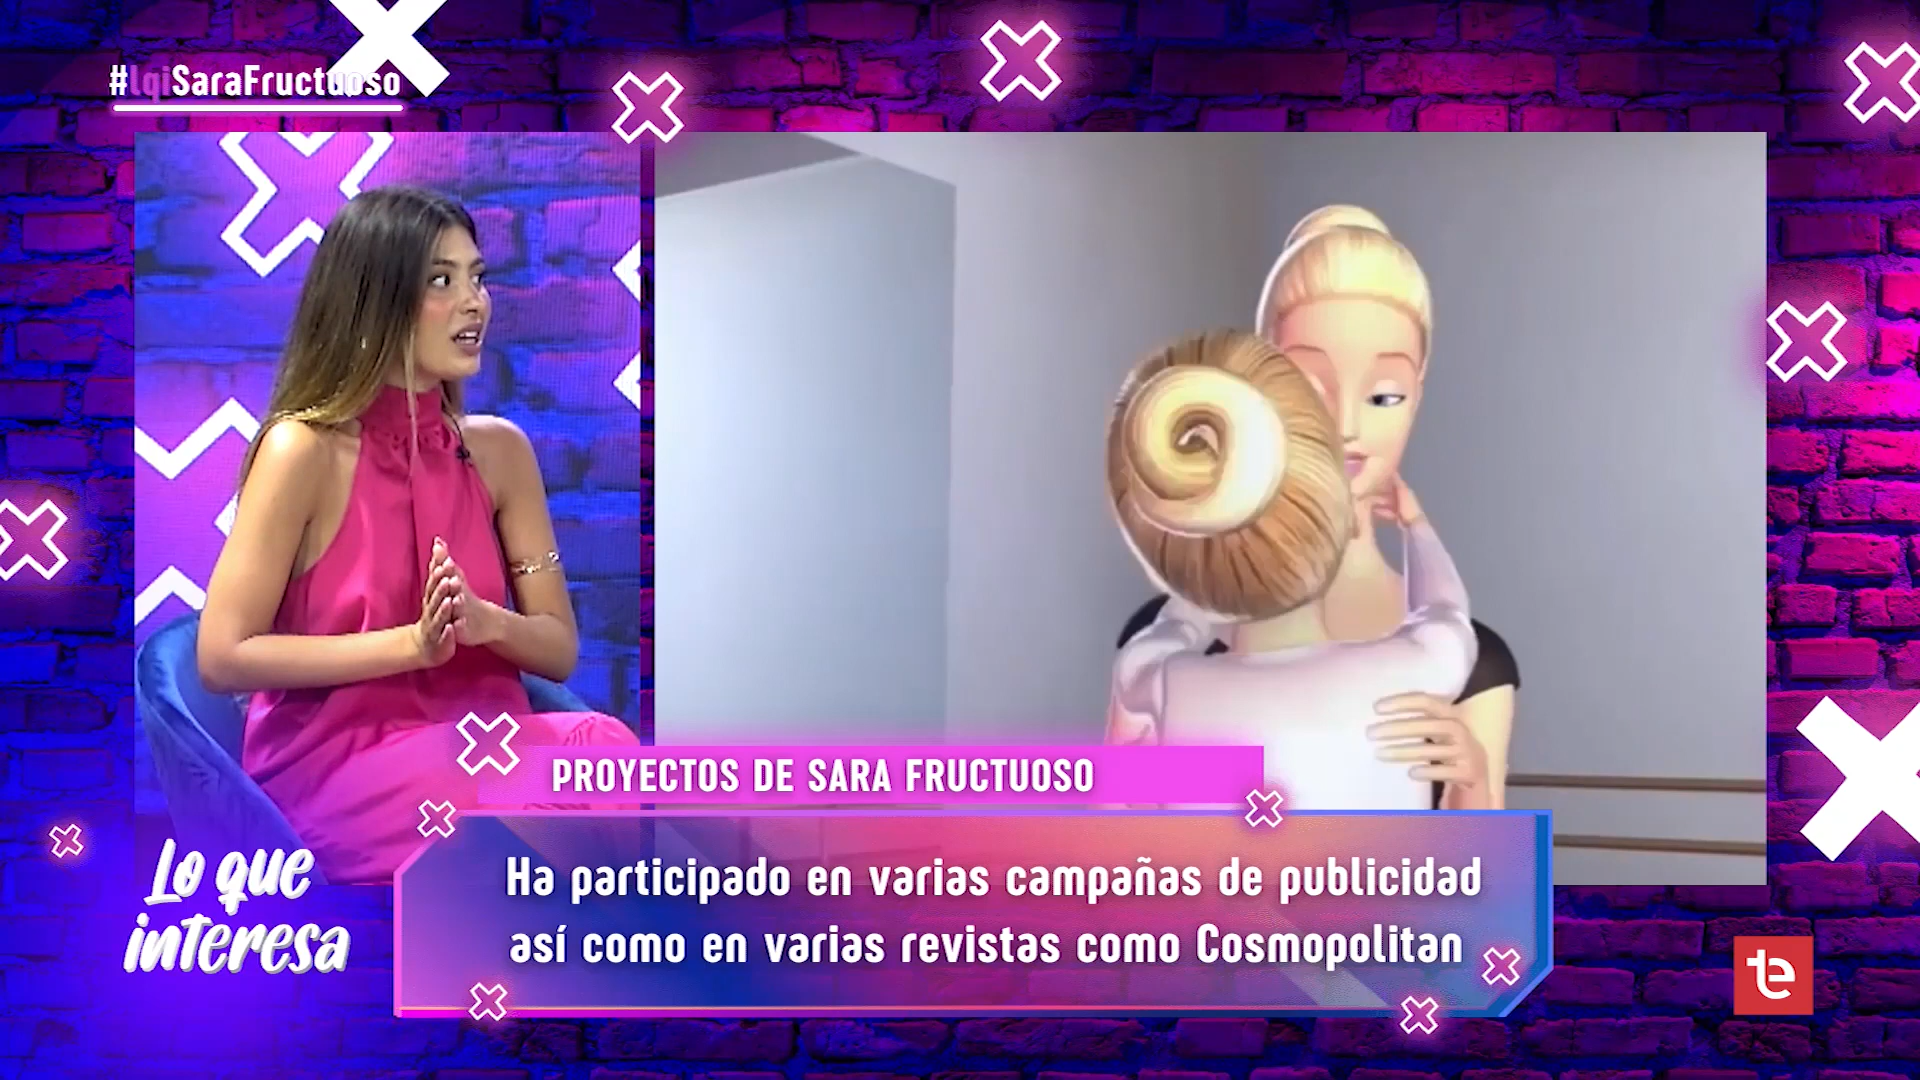 #lqiSaraFructuoso
PROYECTOS DE SARA FRUCTUOSO
Ha participado en varias campañas de publicidad
así como en varias revistas como Cosmopolitan
Lo que
interesa
te